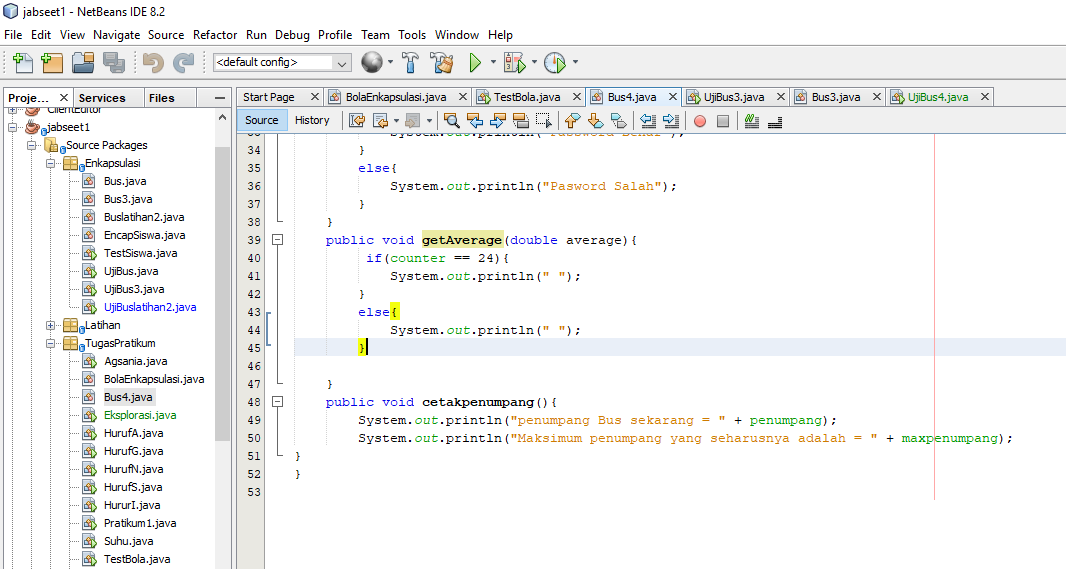 jabseet1 - NetBeans IDE 8.2
File Edit View Navigate Source Refactor Run Debug Profile Team Tools Window Help
<default config>
Proje... Services Files
ClientEditor
jabseet1
Source Packages
Enkapsulasi
Bus.java
Bus3.java
Buslatihan2.java
EncapSiswa.java
TestSiswa.java
UjiBus.java
UjiBus3.java
UjiBuslatihan2.java
Latihan
TugasPratikum
Agsania.java
BolaEnkapsulasi.java
Bus4.java
Eksplorasi.java
HurufA.java
HurufG.java
HurufN.java
HurufS.java
HururI.java
Pratikum1.java
Suhu.java
TestBola.java
Start Page BolaEnkapsulasi.java TestBola.java Bus4.java UjiBus3.java Bus3.java UjiBus4.java
Source History
34 }
35 else{
36 System.out.println("Pasword Salah");
37 }
38 }
39 public void getAverage(double average){
40 if(counter == 24){
41 System.out.println(" ");
42 }
43 else{
44 System.out.println(" ");
45 }
46
47 }
48 public void cetakpenumpang(){
49 System.out.println("penumpang Bus sekarang = " + penumpang);
50 System.out.println("Maksimum penumpang yang seharusnya adalah = " + maxpenumpang);
51 }
52 }
53